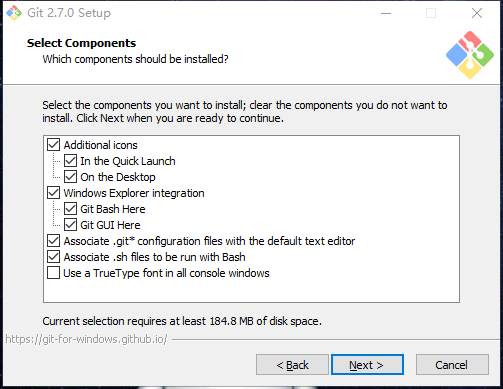 Git 2.7.0 Setup
Select Components
Which components should be installed?
Select the components you want to install; clear the components you do not want to
install. Click Next when you are ready to continue.
Additional icons
In the Quick Launch
On the Desktop
Windows Explorer integration
Git Bash Here
Git GUI Here
Associate .git* configuration files with the default text editor
Associate .sh files to be run with Bash
Use a TrueType font in all console windows
Current selection requires at least 184.8 MB of disk space.
https://git-for-windows.github.io/
< Back
Next >
Cancel